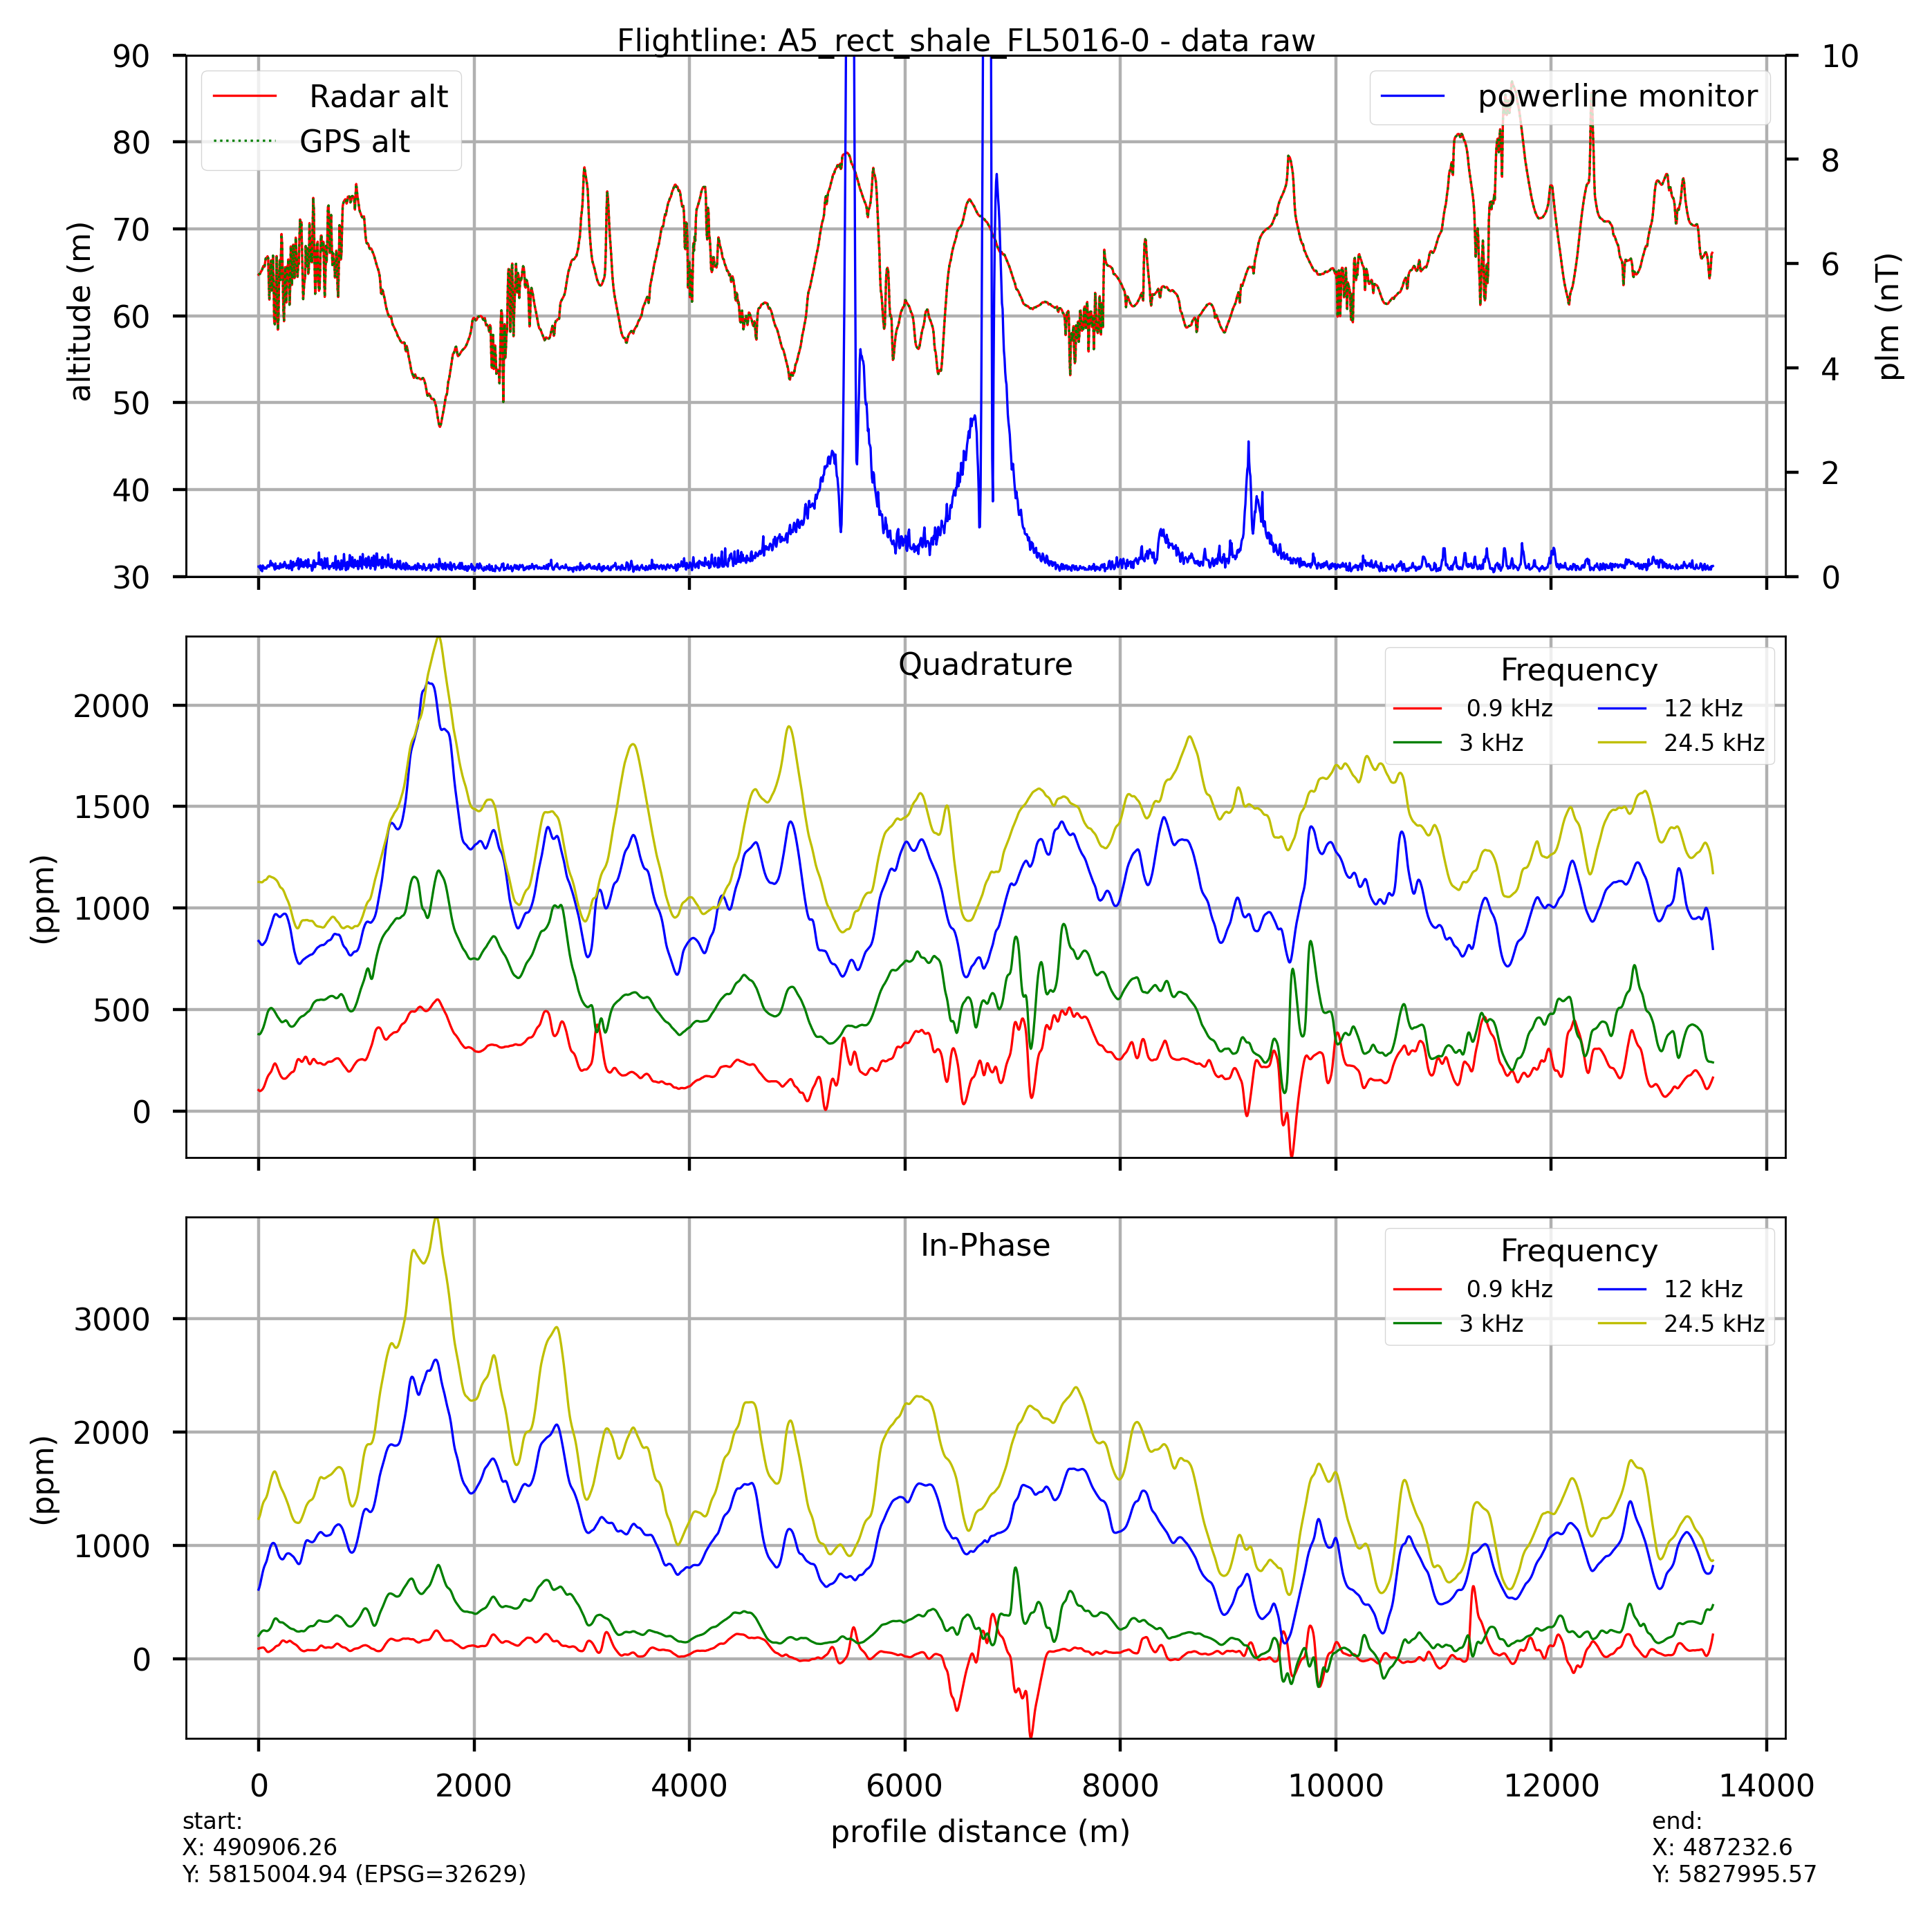 Flightline: A5_rect_shale_FL5016-0 - data raw
90
80
70
60
50
40
30
altitude (m)
Radar alt
GPS alt
powerline monitor
10
8
6
4
2
0
plm (nT)
Quadrature
2000
1500
1000
500
0
(ppm)
Frequency
0.9 kHz
3 kHz
12 kHz
24.5 kHz
In-Phase
3000
2000
1000
0
(ppm)
Frequency
0.9 kHz
3 kHz
12 kHz
24.5 kHz
0 2000 4000 6000 8000 10000 12000 14000
profile distance (m)
start:
X: 490906.26
Y: 5815004.94 (EPSG=32629)
end:
X: 487232.6
Y: 5827995.57